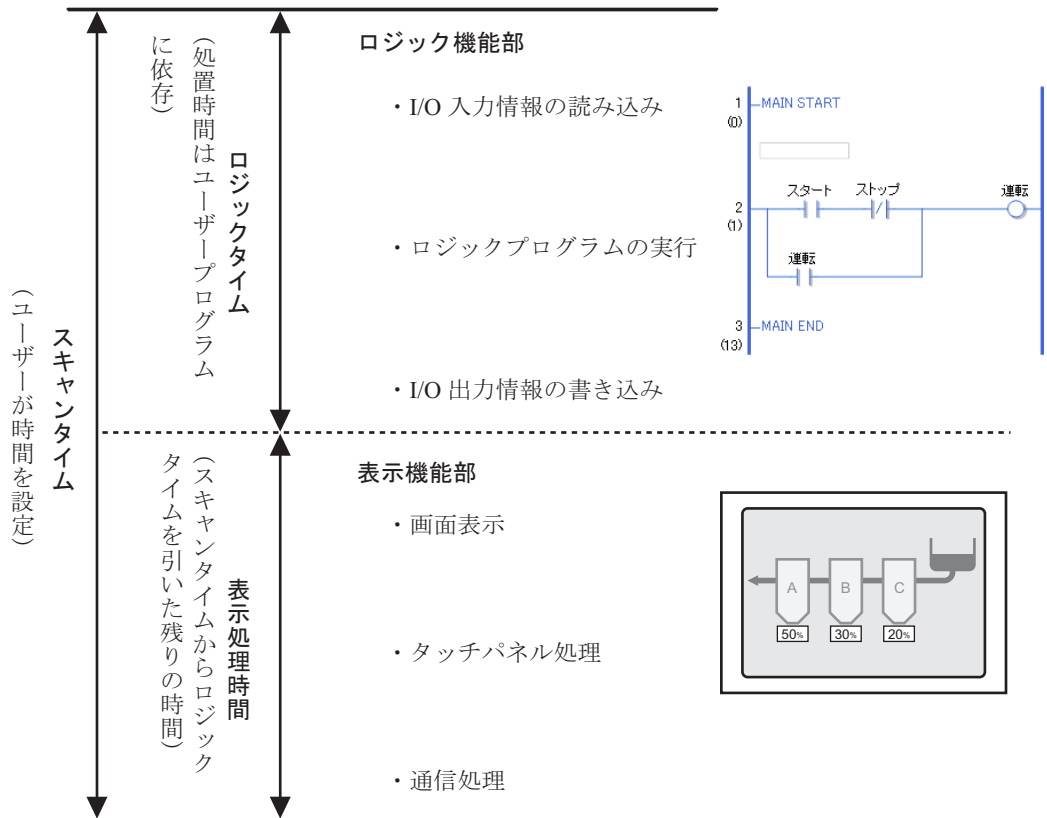 スキャンタイム
(ユーザーが時間を設定)
ロジックタイム
(処置時間はユーザープログラム
に依存)
ロジック機能部
・I/O 入力情報の読み込み
・ロジックプログラムの実行
・I/O 出力情報の書き込み
1
(0)
MAIN START
スタート
ストップ
運転
2
(1)
運転
3
(13)
MAIN END
表示処理時間
(スキャンタイムからロジック
タイムを引いた残りの時間)
表示機能部
・画面表示
・タッチパネル処理
・通信処理
A
B
C
50%
30%
20%